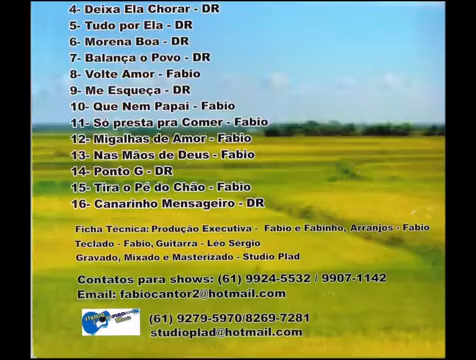 4- Deixa Ela Chorar - DR
5- Tudo por Ela - DR
6- Morena Boa - DR
7- Balança o Povo - DR
8- Volte Amor - Fabio
9- Me Esqueça - DR
10- Que Nem Papai - Fabio
11- Só presta pra Comer - Fabio
12- Migalhas de Amor - Fabio
13- Nas Mãos de Deus - Fabio
14- Ponto G - DR
15- Tira o Pé do Chão - Fabio
16- Canarinho Mensageiro - DR
Ficha Técnica: Produção Executiva - Fabio e Fabinho, Arranjos - Fabio
Teclado - Fabio, Guitarra - Léo Sérgio
Gravado, Mixado e Masterizado - Studio Plad
Contatos para shows: (61) 9924-5532 / 9907-1142
Email: fabiocantor2@hotmail.com
(61) 9279-5970/8269-7281
studioplad@hotmail.com